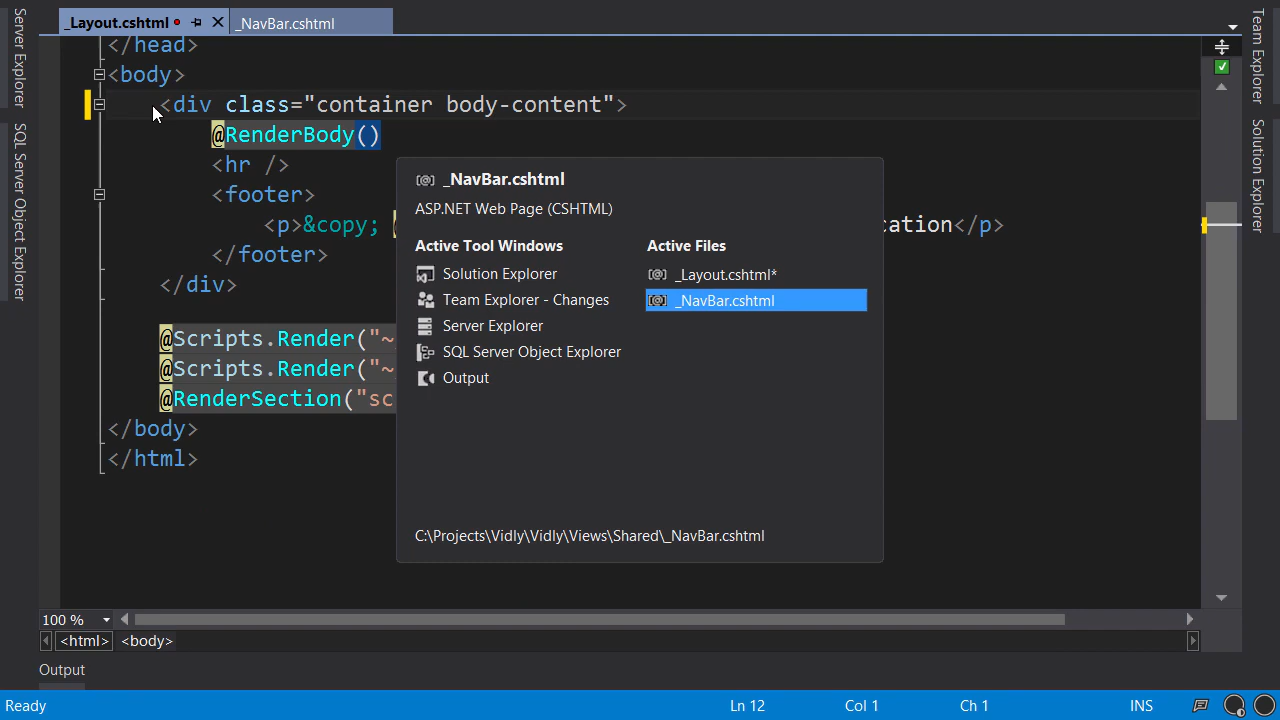 _Layout.cshtml
_NavBar.cshtml
Server Explorer
SQL Server Object Explorer
Team Explorer
Solution Explorer
</head>
<body>
<div class="container body-content">
@RenderBody()
<hr />
<footer>
<p>&copy; @
cation</p>
</footer>
</div>
@Scripts.Render("~
@Scripts.Render("~
@RenderSection("sc
</body>
</html>
_NavBar.cshtml
ASP.NET Web Page (CSHTML)
Active Tool Windows
Solution Explorer
Team Explorer - Changes
Server Explorer
SQL Server Object Explorer
Output
Active Files
_Layout.cshtml*
_NavBar.cshtml
C:\Projects\Vidly\Vidly\Views\Shared\_NavBar.cshtml
100 %
<html> <body>
Output
Ready Ln 12 Col 1 Ch 1 INS